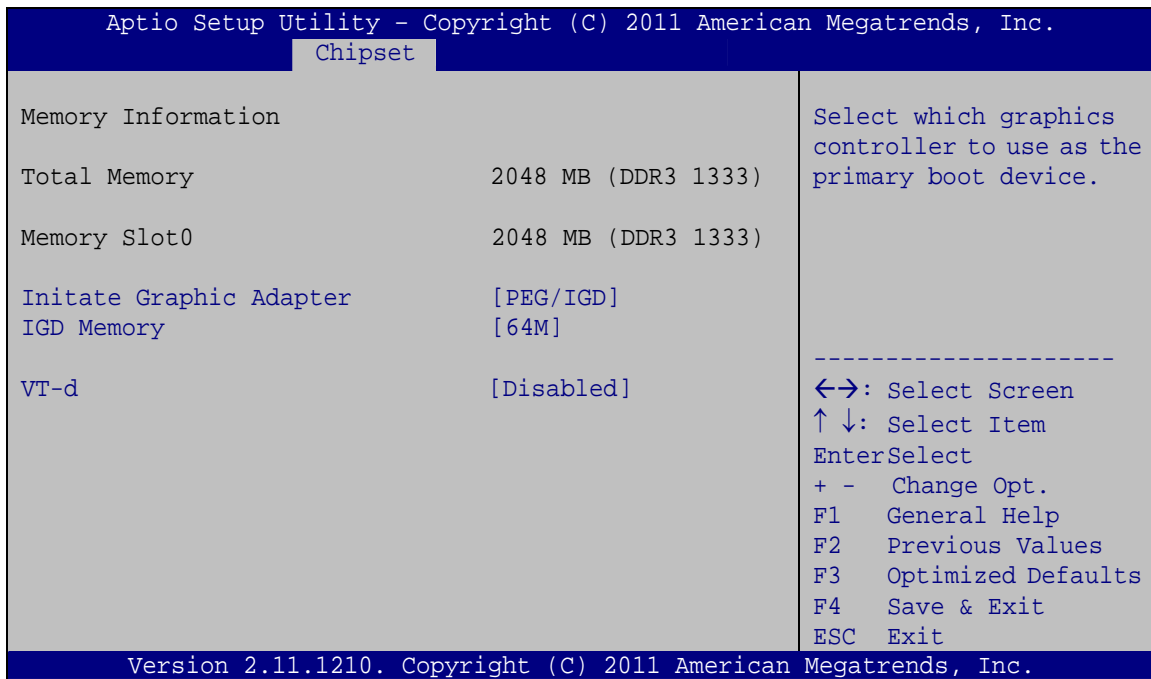 Aptio Setup Utility – Copyright (C) 2011 American Megatrends, Inc.
Chipset
Memory Information
Total Memory 2048 MB (DDR3 1333)
Memory Slot0 2048 MB (DDR3 1333)
Initate Graphic Adapter [PEG/IGD]
IGD Memory [64M]
VT-d [Disabled]
Select which graphics
controller to use as the
primary boot device.
---------------------
←→: Select Screen
↑ ↓: Select Item
EnterSelect
+ - Change Opt.
F1 General Help
F2 Previous Values
F3 Optimized Defaults
F4 Save & Exit
ESC Exit
Version 2.11.1210. Copyright (C) 2011 American Megatrends, Inc.